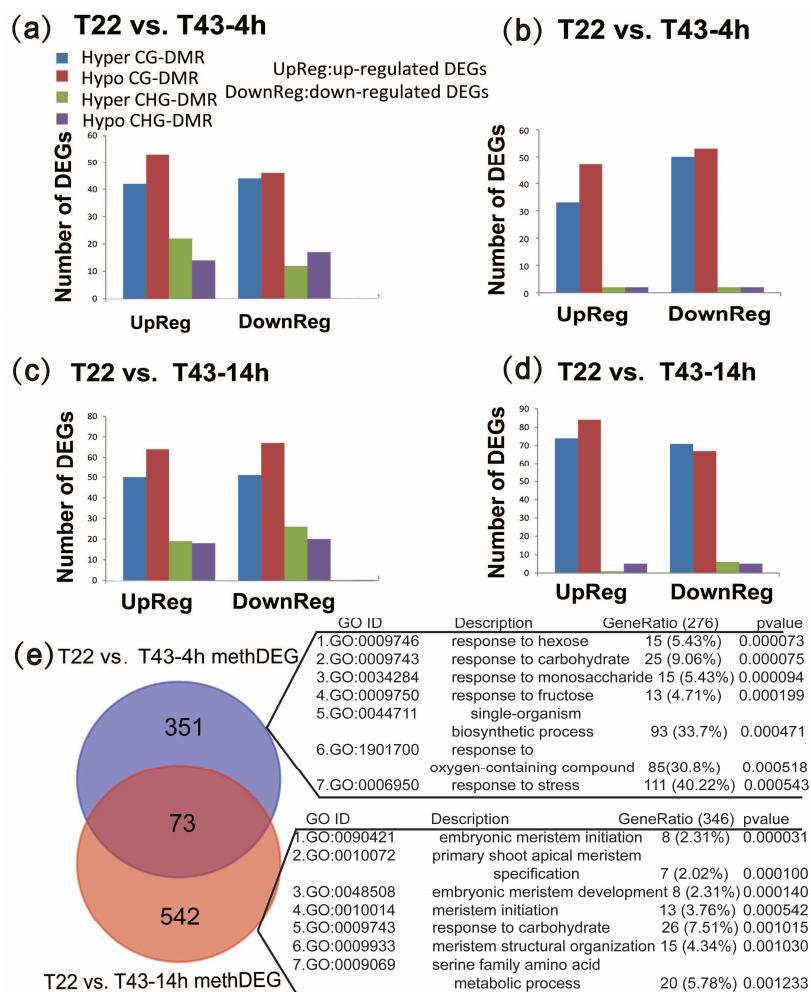 (a) T22 vs. T43-4h
Hyper CG-DMR
Hypo CG-DMR
Hyper CHG-DMR
Hypo CHG-DMR
UpReg:up-regulated DEGs
DownReg:down-regulated DEGs
Number of DEGs
60
50
40
30
20
10
0
UpReg DownReg
(b) T22 vs. T43-4h
Number of DEGs
60
50
40
30
20
10
0
UpReg DownReg
(c) T22 vs. T43-14h
Number of DEGs
80
70
60
50
40
30
20
10
0
UpReg DownReg
(d) T22 vs. T43-14h
Number of DEGs
90
80
70
60
50
40
30
20
10
0
UpReg DownReg
(e) T22 vs. T43-4h methDEG
351
73
542
T22 vs. T43-14h methDEG
GO ID Description GeneRatio (276) pvalue
1.GO:0009746 response to hexose 15 (5.43%) 0.000073
2.GO:0009743 response to carbohydrate 25 (9.06%) 0.000075
3.GO:0034284 response to monosaccharide 15 (5.43%) 0.000094
4.GO:0009750 response to fructose 13 (4.71%) 0.000199
5.GO:0044711 single-organism
biosynthetic process 93 (33.7%) 0.000471
6.GO:1901700 response to
oxygen-containing compound 85(30.8%) 0.000518
7.GO:0006950 response to stress 111 (40.22%) 0.000543
GO ID Description GeneRatio (346) pvalue
1.GO:0090421 embryonic meristem initiation 8 (2.31%) 0.000031
2.GO:0010072 primary shoot apical meristem
specification 7 (2.02%) 0.000100
3.GO:0048508 embryonic meristem development 8 (2.31%) 0.000140
4.GO:0010014 meristem initiation 13 (3.76%) 0.000542
5.GO:0009743 response to carbohydrate 26 (7.51%) 0.001015
6.GO:0009933 meristem structural organization 15 (4.34%) 0.001030
7.GO:0009069 serine family amino acid
metabolic process 20 (5.78%) 0.001233